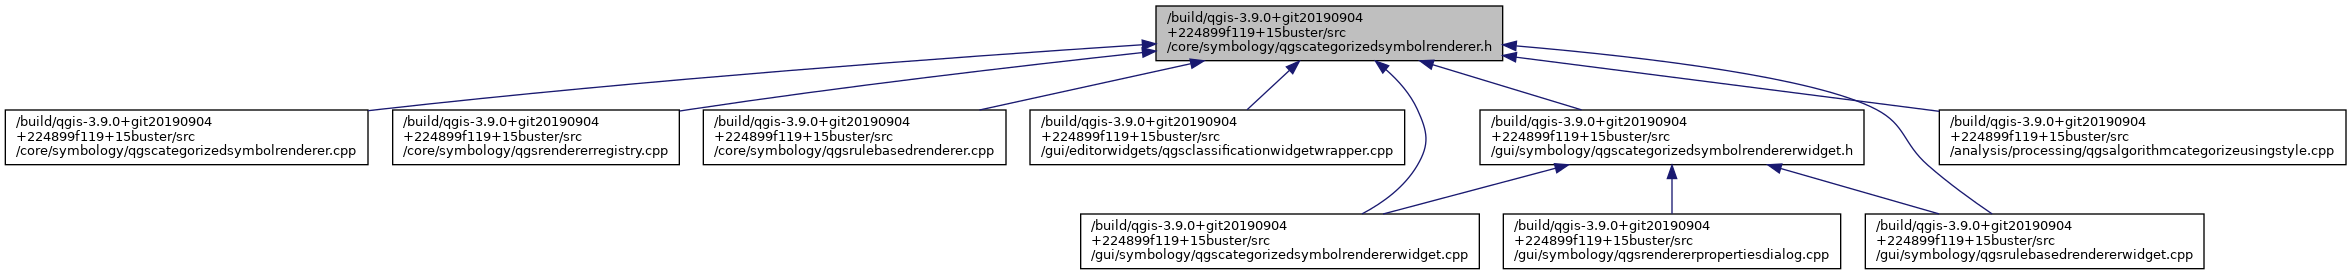 /build/qgis-3.9.0+git20190904
+224899f119+15buster/src
/core/symbology/qgscategorizedsymbolrenderer.h
/build/qgis-3.9.0+git20190904
+224899f119+15buster/src
/core/symbology/qgscategorizedsymbolrenderer.cpp
/build/qgis-3.9.0+git20190904
+224899f119+15buster/src
/core/symbology/qgsrendererregistry.cpp
/build/qgis-3.9.0+git20190904
+224899f119+15buster/src
/core/symbology/qgsrulebasedrenderer.cpp
/build/qgis-3.9.0+git20190904
+224899f119+15buster/src
/gui/editorwidgets/qgsclassificationwidgetwrapper.cpp
/build/qgis-3.9.0+git20190904
+224899f119+15buster/src
/gui/symbology/qgscategorizedsymbolrendererwidget.h
/build/qgis-3.9.0+git20190904
+224899f119+15buster/src
/analysis/processing/qgsalgorithmcategorizeusingstyle.cpp
/build/qgis-3.9.0+git20190904
+224899f119+15buster/src
/gui/symbology/qgscategorizedsymbolrendererwidget.cpp
/build/qgis-3.9.0+git20190904
+224899f119+15buster/src
/gui/symbology/qgsrendererpropertiesdialog.cpp
/build/qgis-3.9.0+git20190904
+224899f119+15buster/src
/gui/symbology/qgsrulebasedrendererwidget.cpp